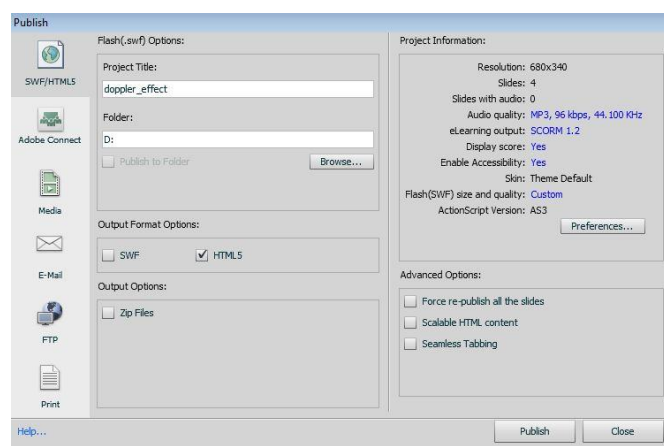 Publish
SWF/HTML5
Adobe Connect
Media
E-Mail
FTP
Print
Flash(.swf) Options:
Project Title:
doppler_effect
Folder:
D:
Publish to Folder
Browse...
Output Format Options:
SWF
HTML5
Output Options:
Zip Files
Project Information:
Resolution: 680x340
Slides: 4
Slides with audio: 0
Audio quality: MP3, 96 kbps, 44.100 KHz
eLearning output: SCORM 1.2
Display score: Yes
Enable Accessibility: Yes
Skin: Theme Default
Flash(SWF) size and quality: Custom
ActionScript Version: AS3
Preferences...
Advanced Options:
Force re-publish all the slides
Scalable HTML content
Seamless Tabbing
Help...
Publish
Close